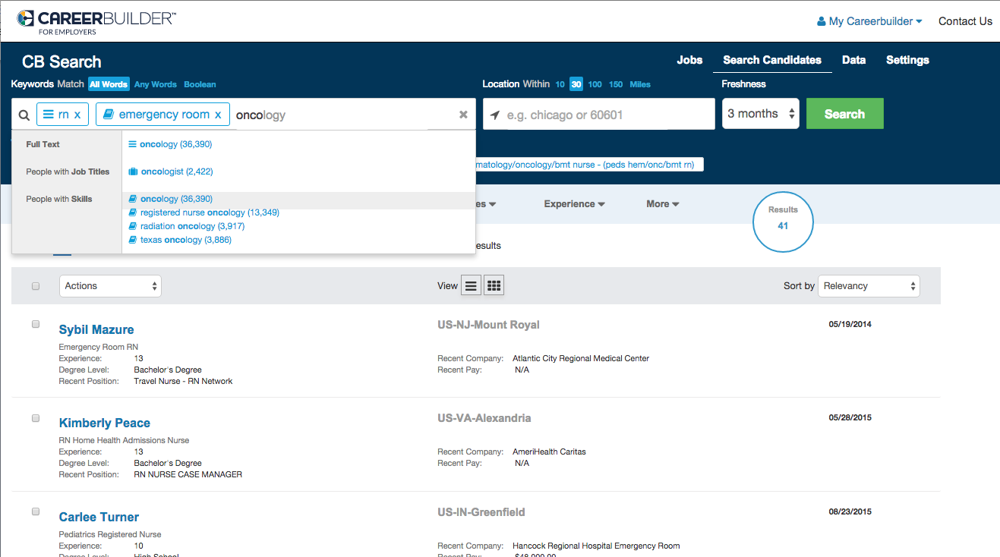 CAREERBUILDER™
FOR EMPLOYERS
My Careerbuilder
Contact Us
CB Search
Jobs
Search Candidates
Data
Settings
Keywords Match All Words Any Words Boolean
Location Within 10 30 100 150 Miles
Freshness
rn x
emergency room x
oncology
e.g. chicago or 60601
3 months
Search
Full Text
oncology (36,390)
People with Job Titles
oncologist (2,422)
People with Skills
oncology (36,390)
registered nurse oncology (13,349)
radiation oncology (3,917)
texas oncology (3,886)
matology/oncology/bmt nurse - (peds hem/onc/bmt rn)
es
Experience
More
Results
41
esults
Actions
View
Sort by Relevancy
Sybil Mazure
US-NJ-Mount Royal
05/19/2014
Emergency Room RN
Experience: 13
Recent Company: Atlantic City Regional Medical Center
Degree Level: Bachelor's Degree
Recent Pay: N/A
Recent Position: Travel Nurse - RN Network
Kimberly Peace
US-VA-Alexandria
05/28/2015
RN Home Health Admissions Nurse
Experience: 13
Recent Company: AmeriHealth Caritas
Degree Level: Bachelor's Degree
Recent Pay: N/A
Recent Position: RN NURSE CASE MANAGER
Carlee Turner
US-IN-Greenfield
08/23/2015
Pediatrics Registered Nurse
Experience: 10
Recent Company: Hancock Regional Hospital Emergency Room
Degree Level: High School
Recent Pay: $48,000.00